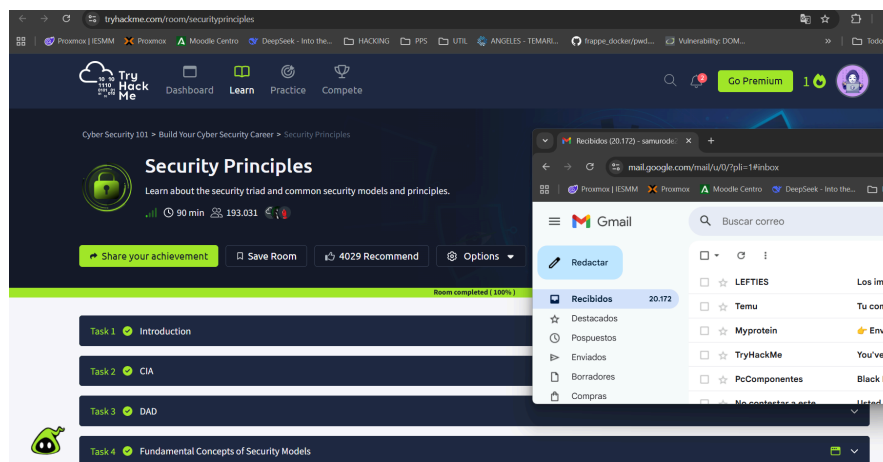 tryhackme.com/room/securityprinciples
Proxmox | IESMM Proxmox Moodle Centro DeepSeek - Into the... HACKING PPS UTIL ANGELES - TEMARI... frappe_docker/pwd.... Vulnerability: DOM... » Todo
Try Hack Me
Dashboard Learn Practice Compete
Go Premium 1
Cyber Security 101 > Build Your Cyber Security Career > Security Principles
Security Principles
Learn about the security triad and common security models and principles.
90 min 193.031
Share your achievement Save Room 4029 Recommend Options
Room completed ( 100% )
Task 1 Introduction
Task 2 CIA
Task 3 DAD
Task 4 Fundamental Concepts of Security Models
Recibidos (20.172) - samurode
mail.google.com/mail/u/0/?pli=1#inbox
Proxmox | IESMM Proxmox Moodle Centro DeepSeek - Into the...
Gmail Buscar correo
Redactar
Recibidos 20.172
Destacados
Pospuestos
Enviados
Borradores
Compras
LEFTIES Los im
Temu Tu con
Myprotein Env
TryHackMe You've
PcComponentes Black
No contestar a este Usted